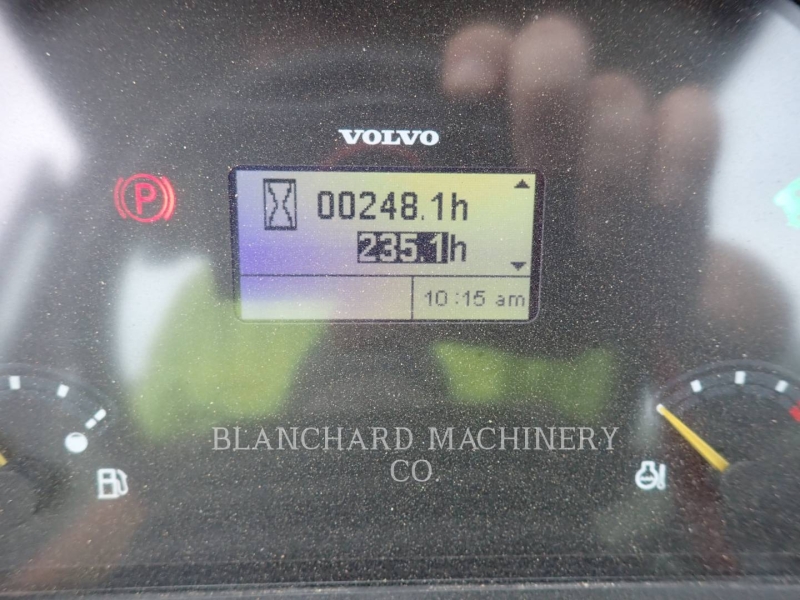 VOLVO
P
00248.1h
235.1h
10:15 am
BLANCHARD MACHINERY
CO.